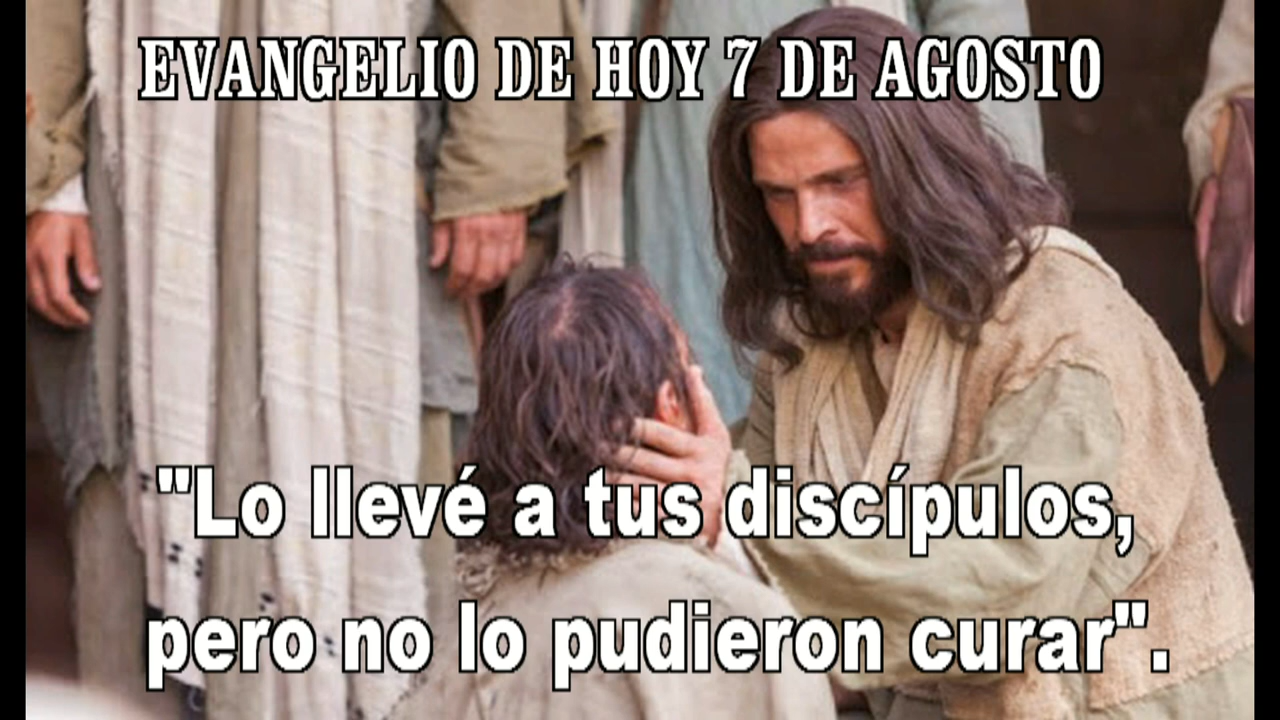 EVANGELIO DE HOY 7 DE AGOSTO
"Lo llevé a tus discípulos,
pero no lo pudieron curar".